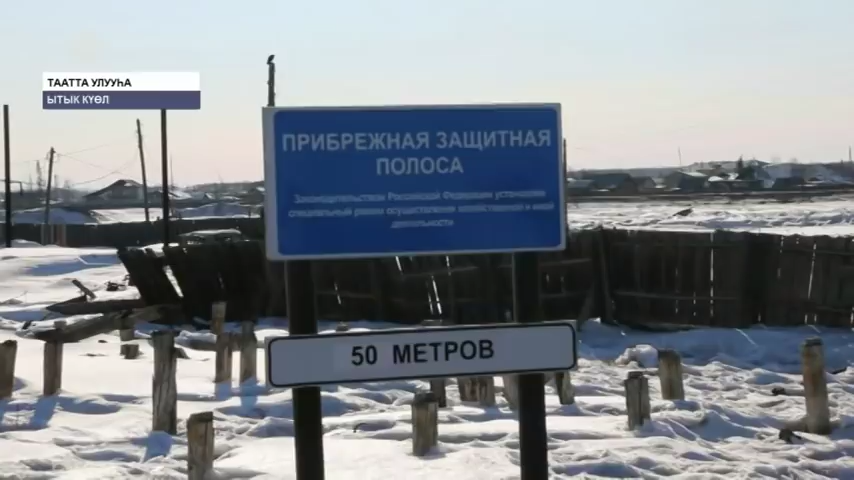 ТААТТА УЛУУҺА
ЫТЫК КҮӨЛ
ПРИБРЕЖНАЯ ЗАЩИТНАЯ
ПОЛОСА
Законодательством Российской Федерации установлен
специальный режим осуществления хозяйственной и иной
деятельности
50 МЕТРОВ